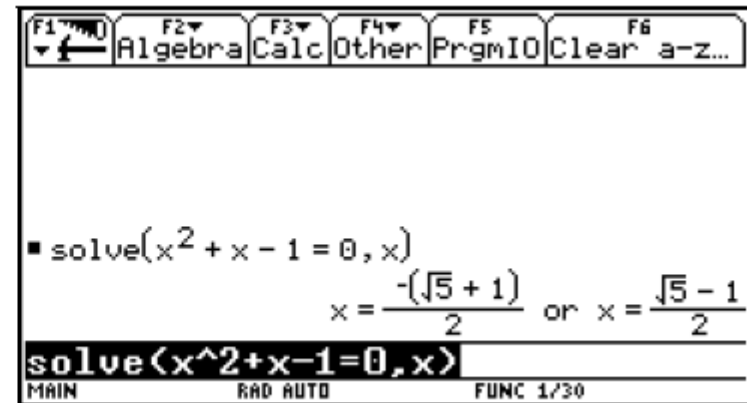 F1 F2 F3 F4 F5 F6
Algebra Calc Other PrgmIO Clear a-z…
▪ solve(x² + x - 1 = 0, x)
x = -(√5 + 1)/2 or x = (√5 - 1)/2
solve(x^2+x-1=0,x)
MAIN RAD AUTO FUNC 1/30